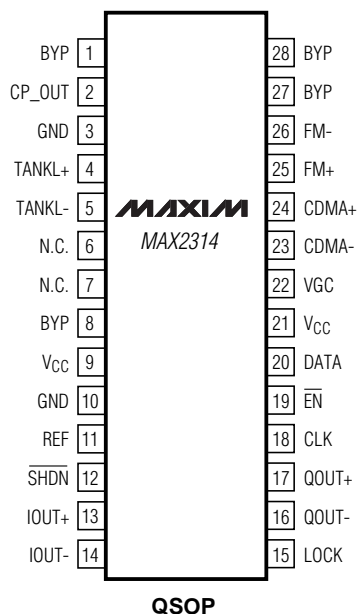 BYP 1 28 BYP
CP_OUT 2 27 BYP
GND 3 26 FM-
TANKL+ 4 25 FM+
TANKL- 5 MAXIM 24 CDMA+
N.C. 6 MAX2314 23 CDMA-
N.C. 7 22 VGC
BYP 8 21 VCC
VCC 9 20 DATA
GND 10 19 EN
REF 11 18 CLK
SHDN 12 17 QOUT+
IOUT+ 13 16 QOUT-
IOUT- 14 15 LOCK
QSOP